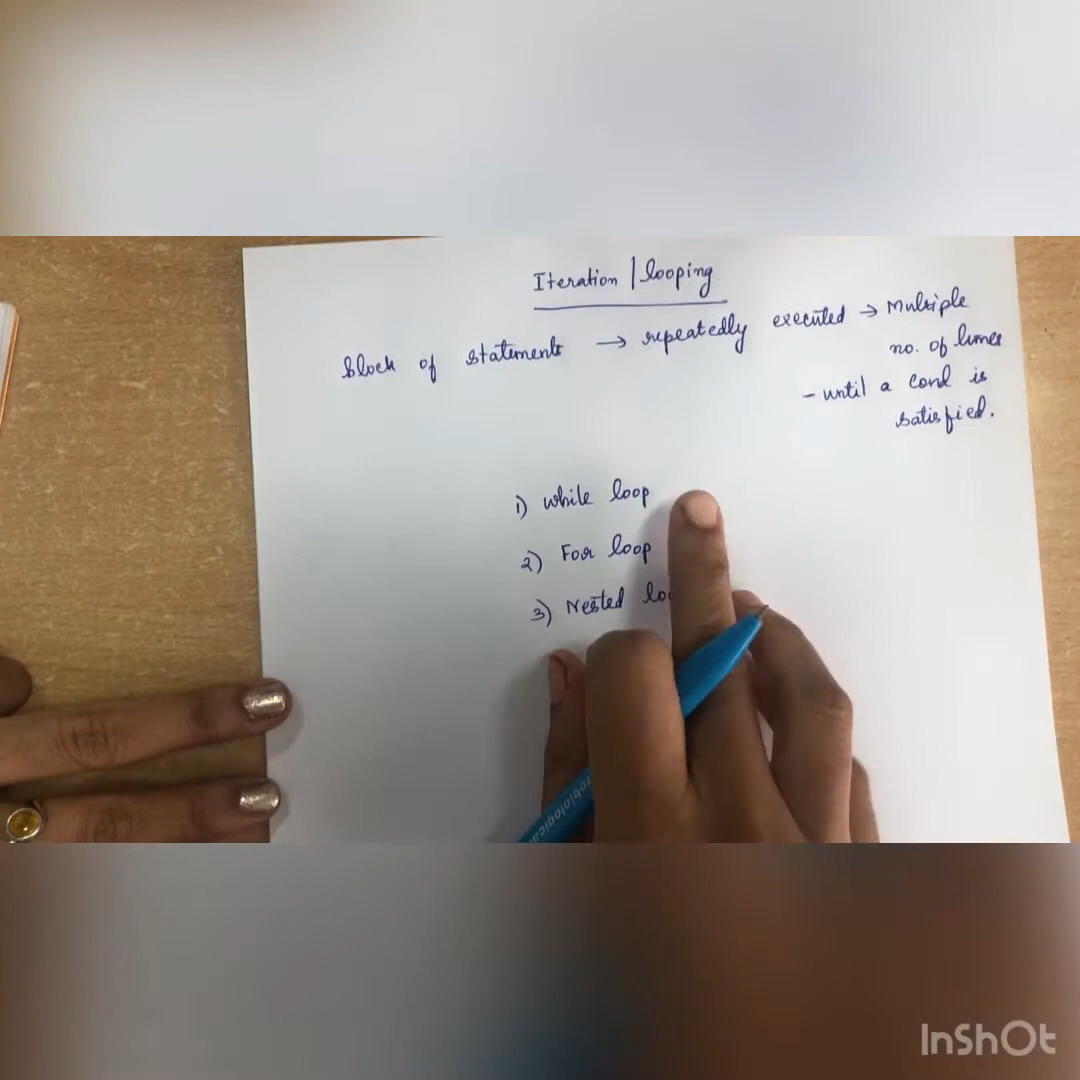 Iteration | looping
block of statements → repeatedly executed → Multiple
no. of times
- until a cond is
satisfied.
1) while loop
2) For loop
3) Nested
InShOt